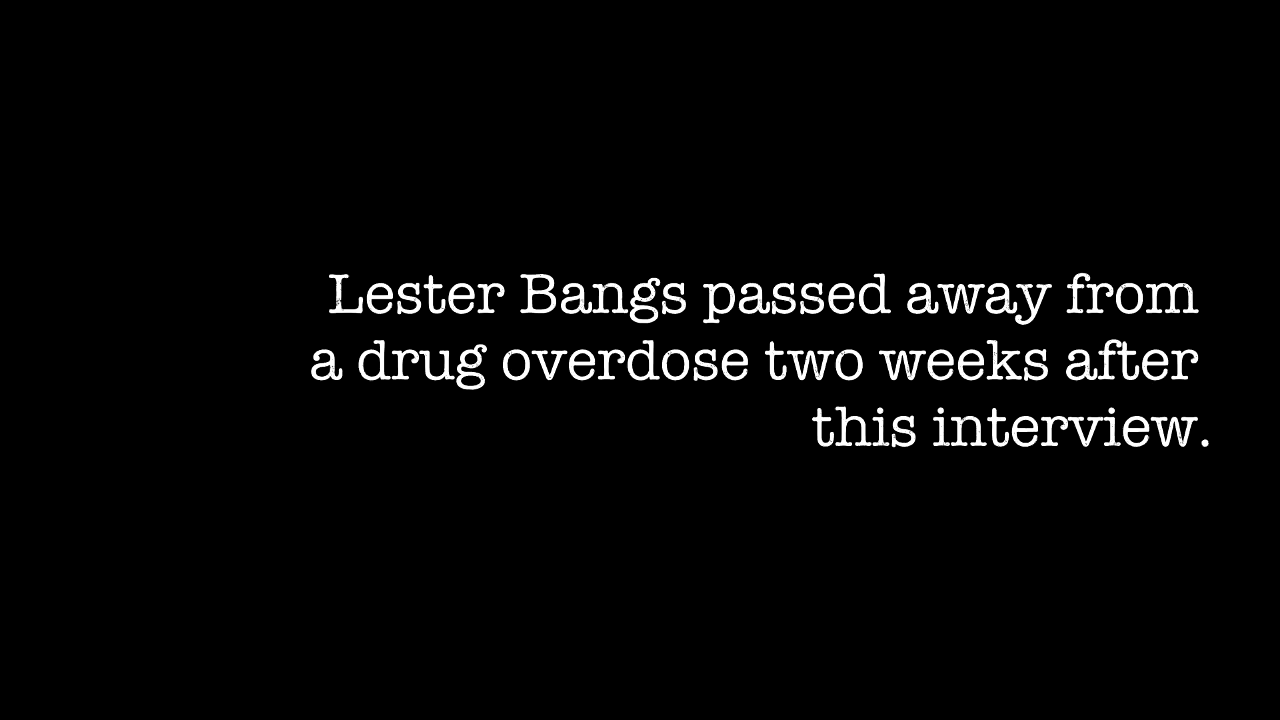 Lester Bangs passed away from
a drug overdose two weeks after
this interview.